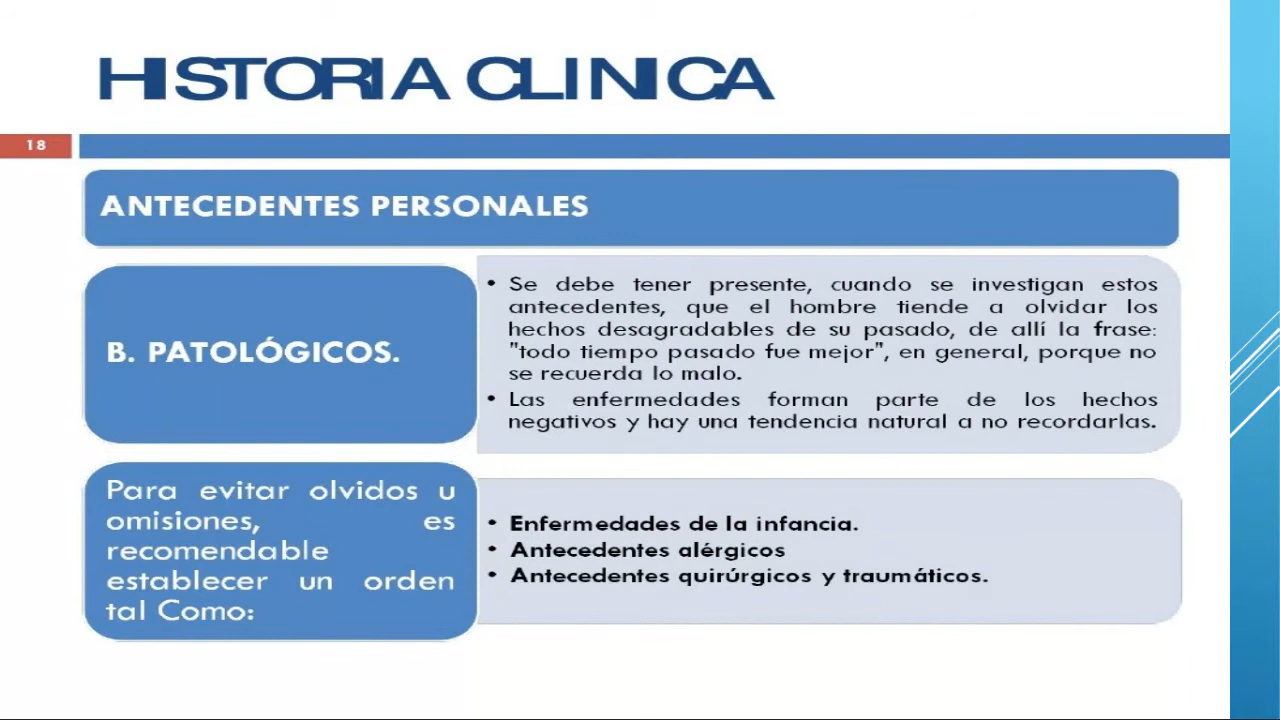 HISTORIA CLINICA
18
ANTECEDENTES PERSONALES
B. PATOLÓGICOS.
• Se debe tener presente, cuando se investigan estos
antecedentes, que el hombre tiende a olvidar los
hechos desagradables de su pasado, de allí la frase:
"todo tiempo pasado fue mejor", en general, porque no
se recuerda lo malo.
• Las enfermedades forman parte de los hechos
negativos y hay una tendencia natural a no recordarlas.
Para evitar olvidos u
omisiones, es
recomendable
establecer un orden
tal Como:
• Enfermedades de la infancia.
• Antecedentes alérgicos
• Antecedentes quirúrgicos y traumáticos.